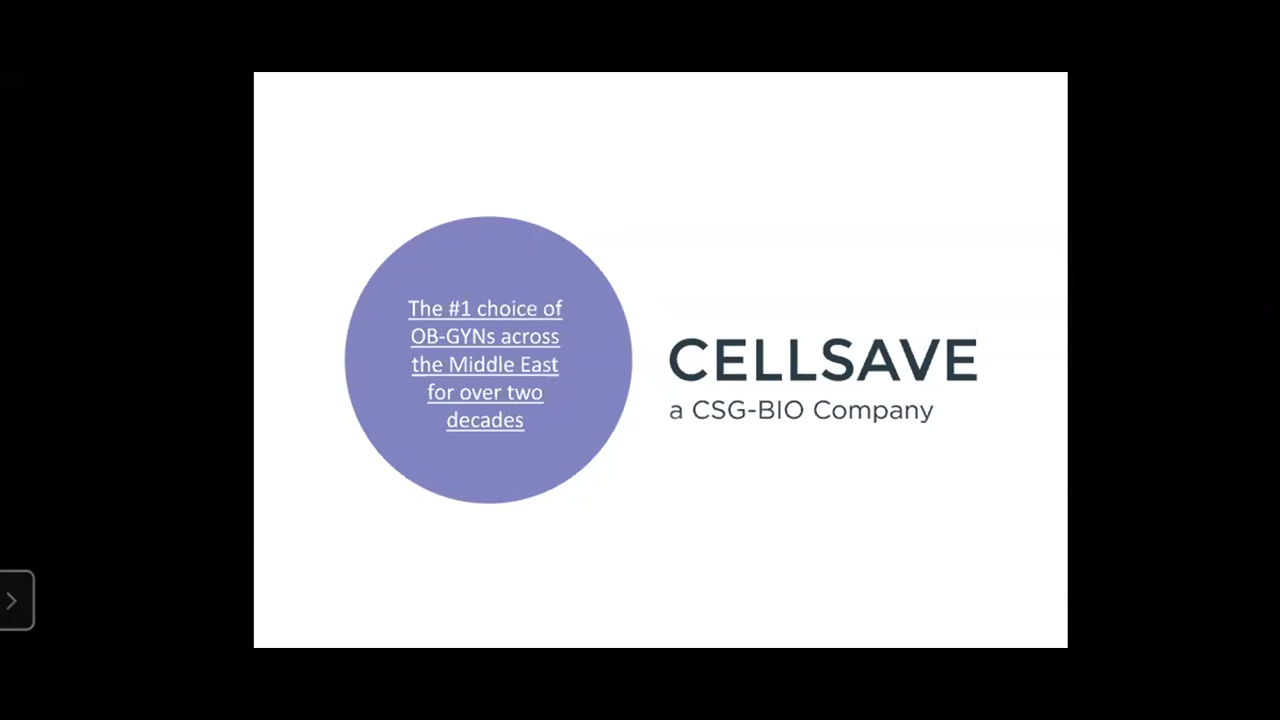 The #1 choice of
OB-GYNs across
the Middle East
for over two
decades
CELLSAVE
a CSG-BIO Company